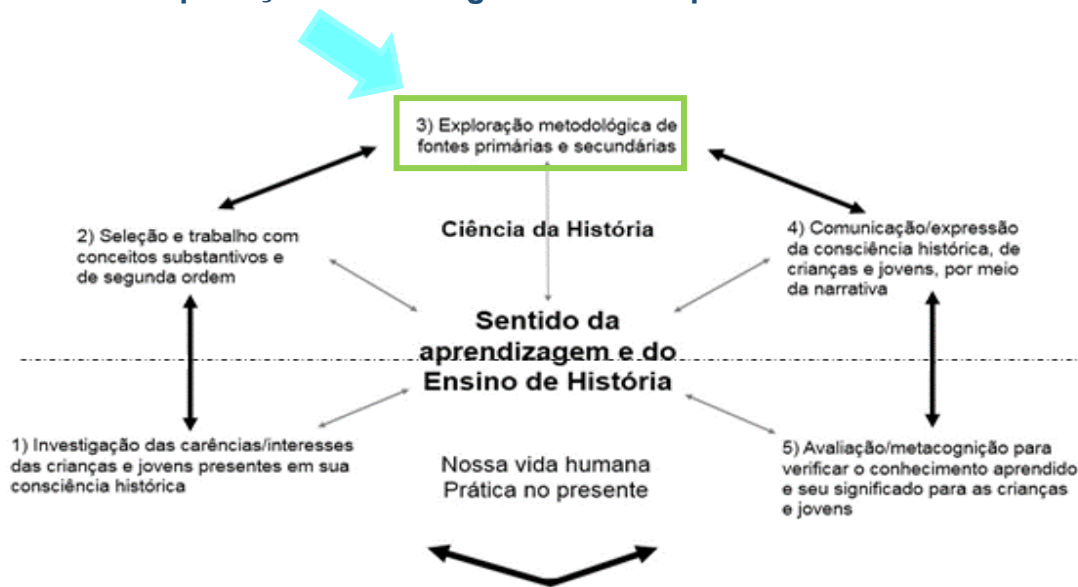 3) Exploração metodológica de
fontes primárias e secundárias
2) Seleção e trabalho com
conceitos substantivos e
de segunda ordem
Ciência da História
4) Comunicação/expressão
da consciência histórica, de
crianças e jovens, por meio
da narrativa
Sentido da
aprendizagem e do
Ensino de História
1) Investigação das carências/interesses
das crianças e jovens presentes em sua
consciência histórica
Nossa vida humana
Prática no presente
5) Avaliação/metacognição para
verificar o conhecimento aprendido
e seu significado para as crianças
e jovens